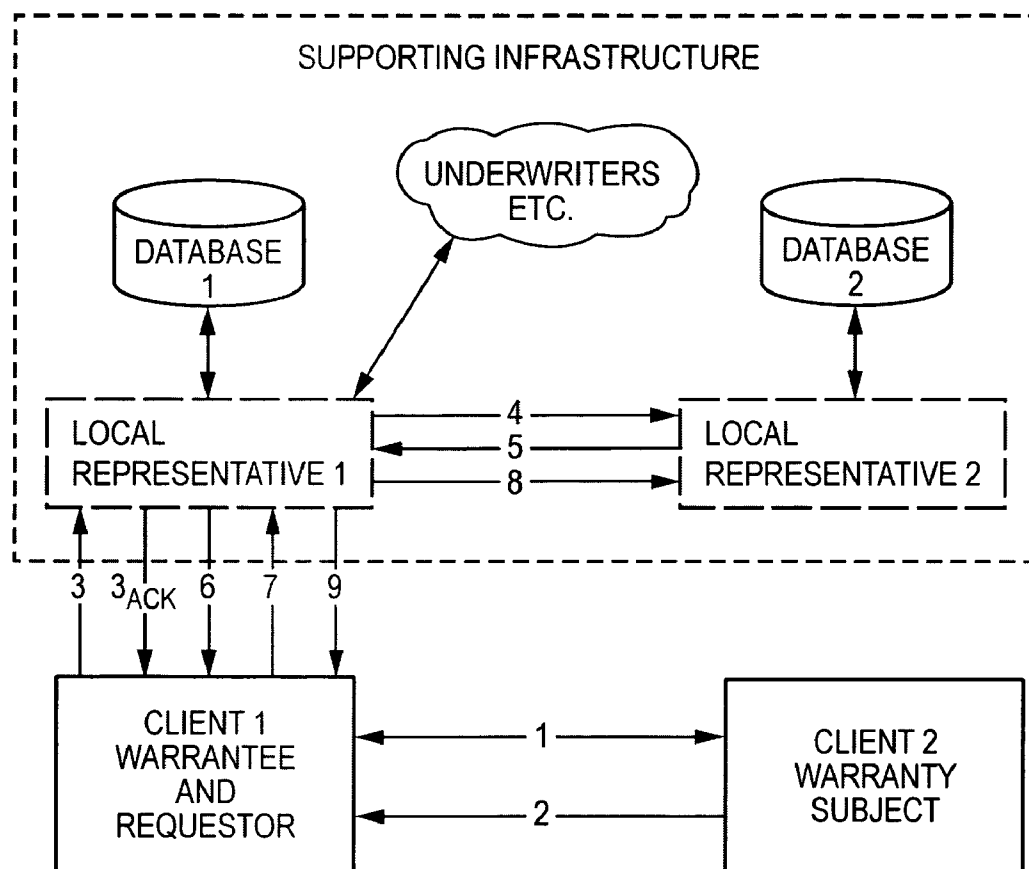 SUPPORTING INFRASTRUCTURE
UNDERWRITERS
ETC.
DATABASE
1
DATABASE
2
LOCAL
REPRESENTATIVE 1
4
5
8
LOCAL
REPRESENTATIVE 2
3
3ACK
6
7
9
CLIENT 1
WARRANTEE
AND
REQUESTOR
1
2
CLIENT 2
WARRANTY
SUBJECT